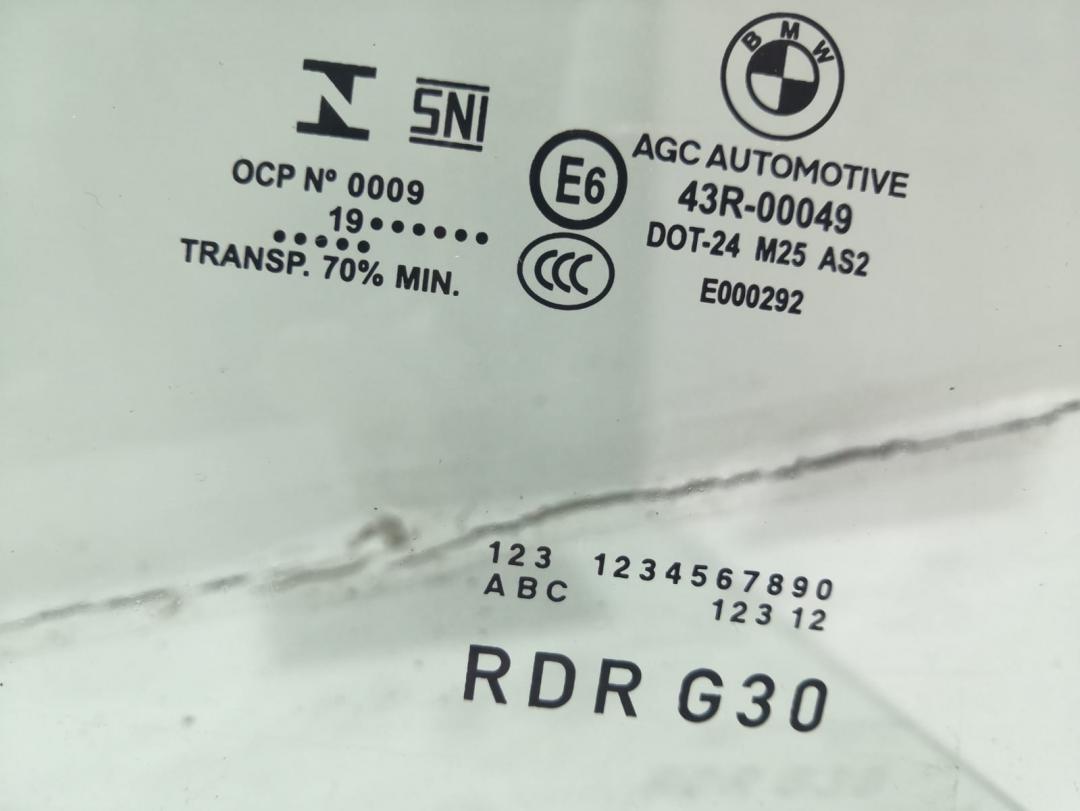 SNI
OCP Nº 0009
19••••••
•••••
TRANSP. 70% MIN.
E6
CCC
BMW
AGC AUTOMOTIVE
43R-00049
DOT-24 M25 AS2
E000292
123 1234567890
ABC 123 12
RDR G30